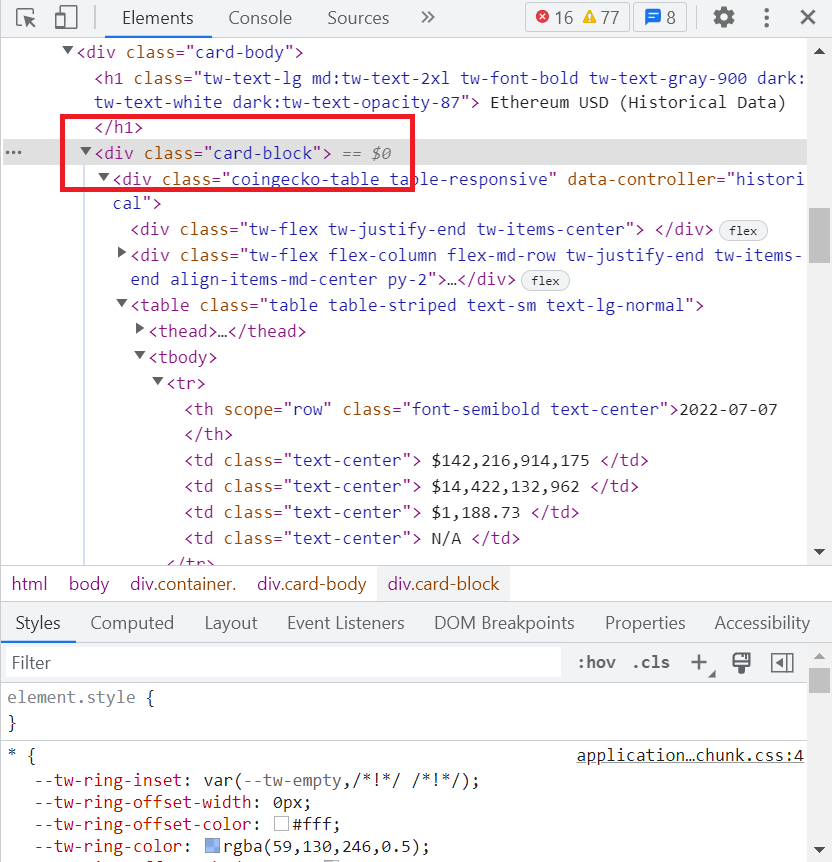 Elements Console Sources » 16 77 8
<div class="card-body">
<h1 class="tw-text-lg md:tw-text-2xl tw-font-bold tw-text-gray-900 dark:
tw-text-white dark:tw-text-opacity-87"> Ethereum USD (Historical Data)
</h1>
<div class="card-block"> == $0
<div class="coingecko-table table-responsive" data-controller="histori
cal">
<div class="tw-flex tw-justify-end tw-items-center"> </div> flex
<div class="tw-flex flex-column flex-md-row tw-justify-end tw-items-
end align-items-md-center py-2">…</div> flex
<table class="table table-striped text-sm text-lg-normal">
<thead>…</thead>
<tbody>
<tr>
<th scope="row" class="font-semibold text-center">2022-07-07
</th>
<td class="text-center"> $142,216,914,175 </td>
<td class="text-center"> $14,422,132,962 </td>
<td class="text-center"> $1,188.73 </td>
<td class="text-center"> N/A </td>
</tr>
html body div.container. div.card-body div.card-block
Styles Computed Layout Event Listeners DOM Breakpoints Properties Accessibility
Filter :hov .cls +
element.style {
}
* { application…chunk.css:4
--tw-ring-inset: var(--tw-empty,/*!*/ /*!*/);
--tw-ring-offset-width: 0px;
--tw-ring-offset-color: #fff;
--tw-ring-color: rgba(59,130,246,0.5);